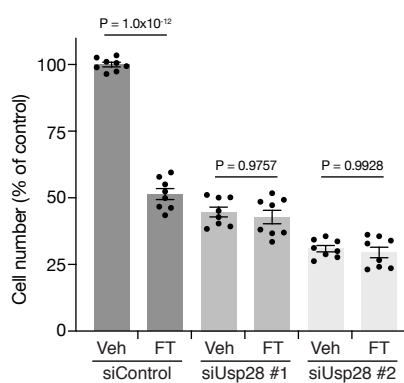 P = 1.0x10⁻¹²
100
P = 0.9757
P = 0.9928
75
50
25
0
Cell number (% of control)
Veh FT Veh FT Veh FT
siControl siUsp28 #1 siUsp28 #2